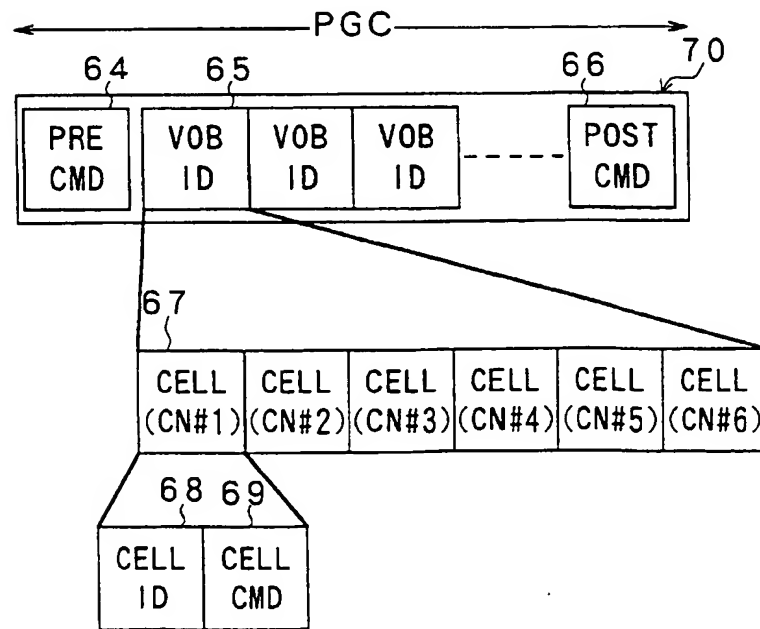 PGC
64 65 66 70
PRE VOB VOB VOB POST
CMD ID ID ID CMD
67
CELL CELL CELL CELL CELL CELL
(CN#1) (CN#2) (CN#3) (CN#4) (CN#5) (CN#6)
68 69
CELL CELL
ID CMD